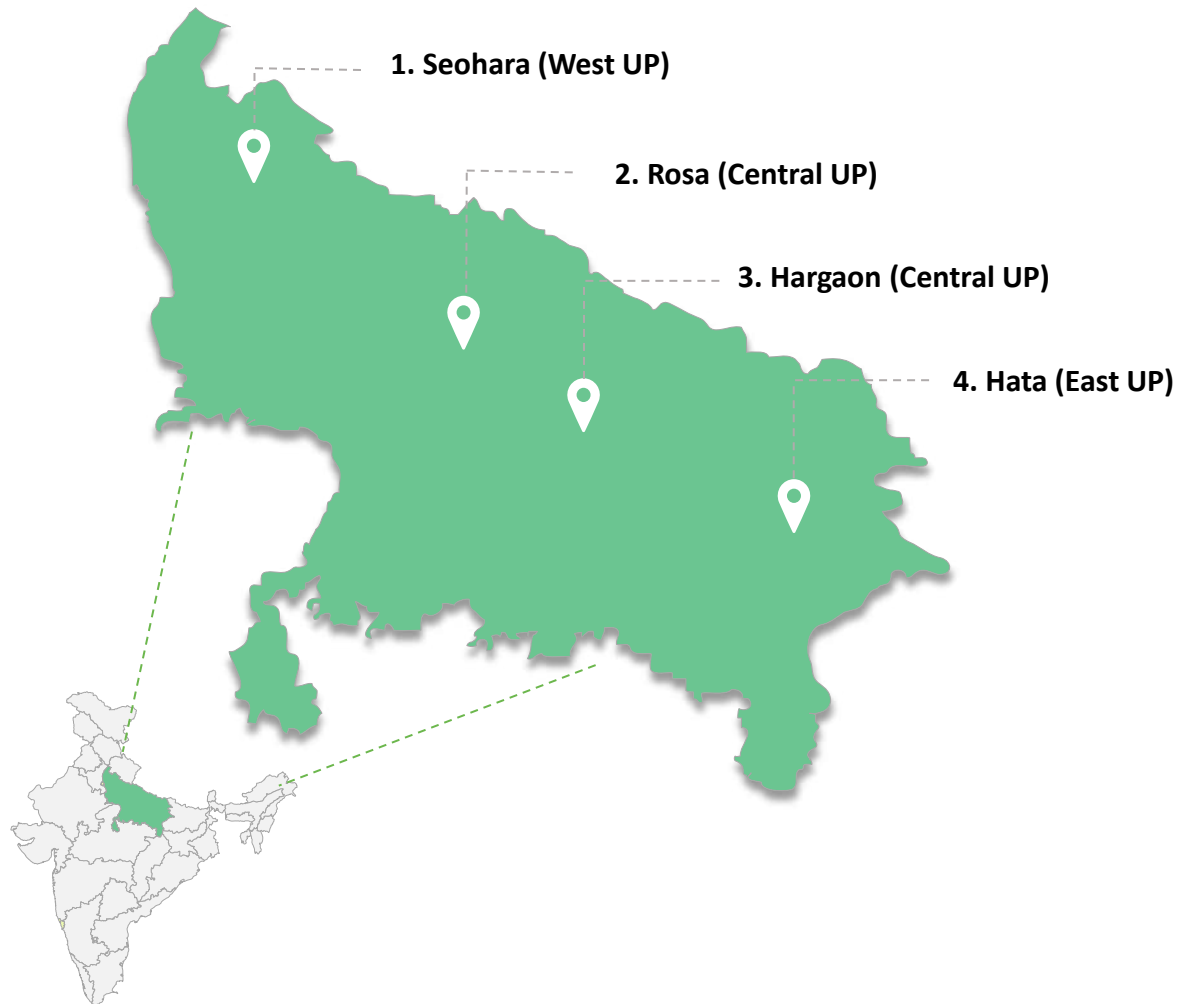 1. Seohara (West UP)
2. Rosa (Central UP)
3. Hargaon (Central UP)
4. Hata (East UP)